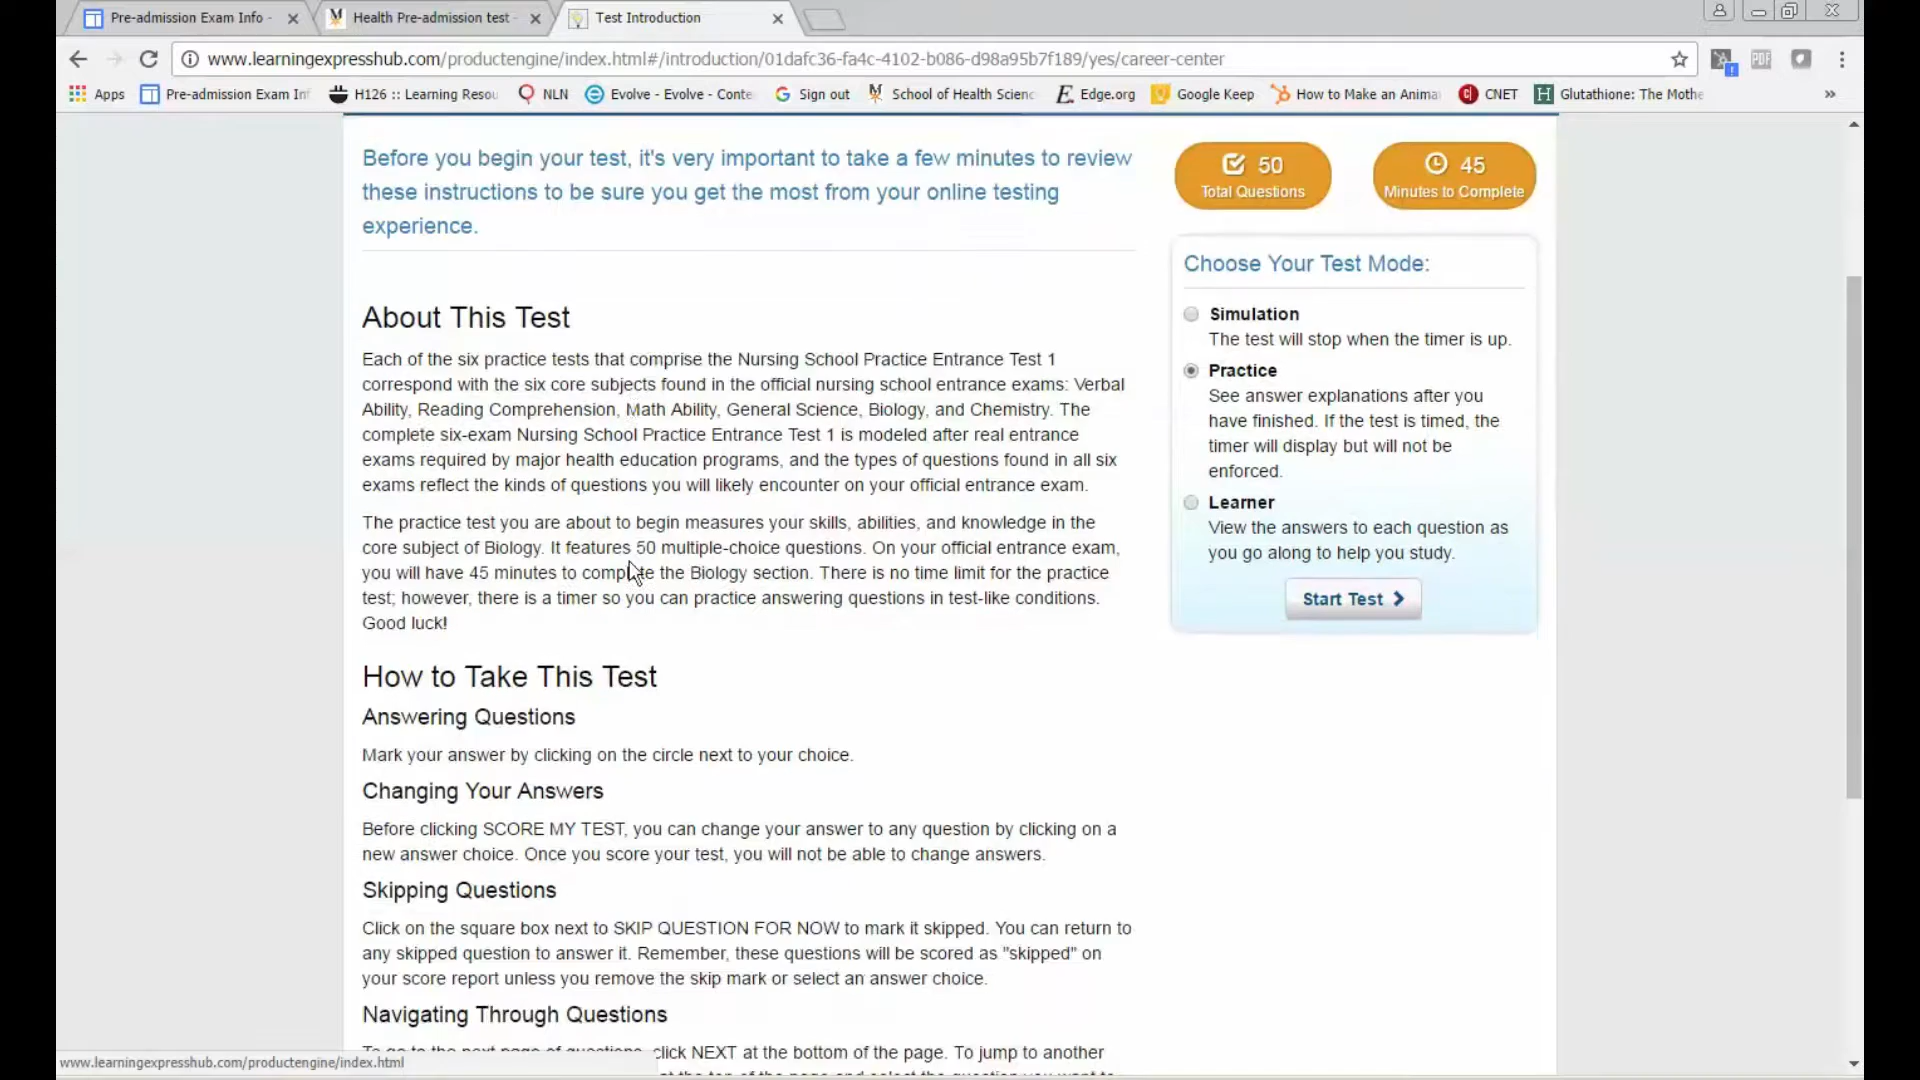 Pre-admission Exam Info -
Health Pre-admission test -
Test Introduction
www.learningexpresshub.com/productengine/index.html#/introduction/01dafc36-fa4c-4102-b086-d98a95b7f189/yes/career-center
Apps
Pre-admission Exam Inf
H126 :: Learning Resou
NLN
Evolve - Evolve - Conte
Sign out
School of Health Scienc
Edge.org
Google Keep
How to Make an Anima
CNET
Glutathione: The Mothe
»
Before you begin your test, it's very important to take a few minutes to review
these instructions to be sure you get the most from your online testing
experience.
50
Total Questions
45
Minutes to Complete
About This Test
Each of the six practice tests that comprise the Nursing School Practice Entrance Test 1
correspond with the six core subjects found in the official nursing school entrance exams: Verbal
Ability, Reading Comprehension, Math Ability, General Science, Biology, and Chemistry. The
complete six-exam Nursing School Practice Entrance Test 1 is modeled after real entrance
exams required by major health education programs, and the types of questions found in all six
exams reflect the kinds of questions you will likely encounter on your official entrance exam.
The practice test you are about to begin measures your skills, abilities, and knowledge in the
core subject of Biology. It features 50 multiple-choice questions. On your official entrance exam,
you will have 45 minutes to complete the Biology section. There is no time limit for the practice
test; however, there is a timer so you can practice answering questions in test-like conditions.
Good luck!
How to Take This Test
Answering Questions
Mark your answer by clicking on the circle next to your choice.
Changing Your Answers
Before clicking SCORE MY TEST, you can change your answer to any question by clicking on a
new answer choice. Once you score your test, you will not be able to change answers.
Skipping Questions
Click on the square box next to SKIP QUESTION FOR NOW to mark it skipped. You can return to
any skipped question to answer it. Remember, these questions will be scored as "skipped" on
your score report unless you remove the skip mark or select an answer choice.
Navigating Through Questions
To go to the next page of questions, click NEXT at the bottom of the page. To jump to another
Choose Your Test Mode:
Simulation
The test will stop when the timer is up.
Practice
See answer explanations after you
have finished. If the test is timed, the
timer will display but will not be
enforced.
Learner
View the answers to each question as
you go along to help you study.
Start Test
www.learningexpresshub.com/productengine/index.html